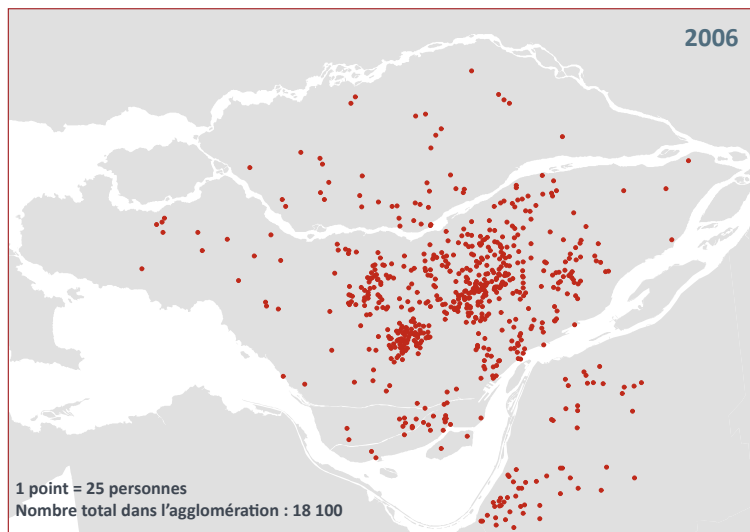 2006
1 point = 25 personnes
Nombre total dans l'agglomération : 18 100